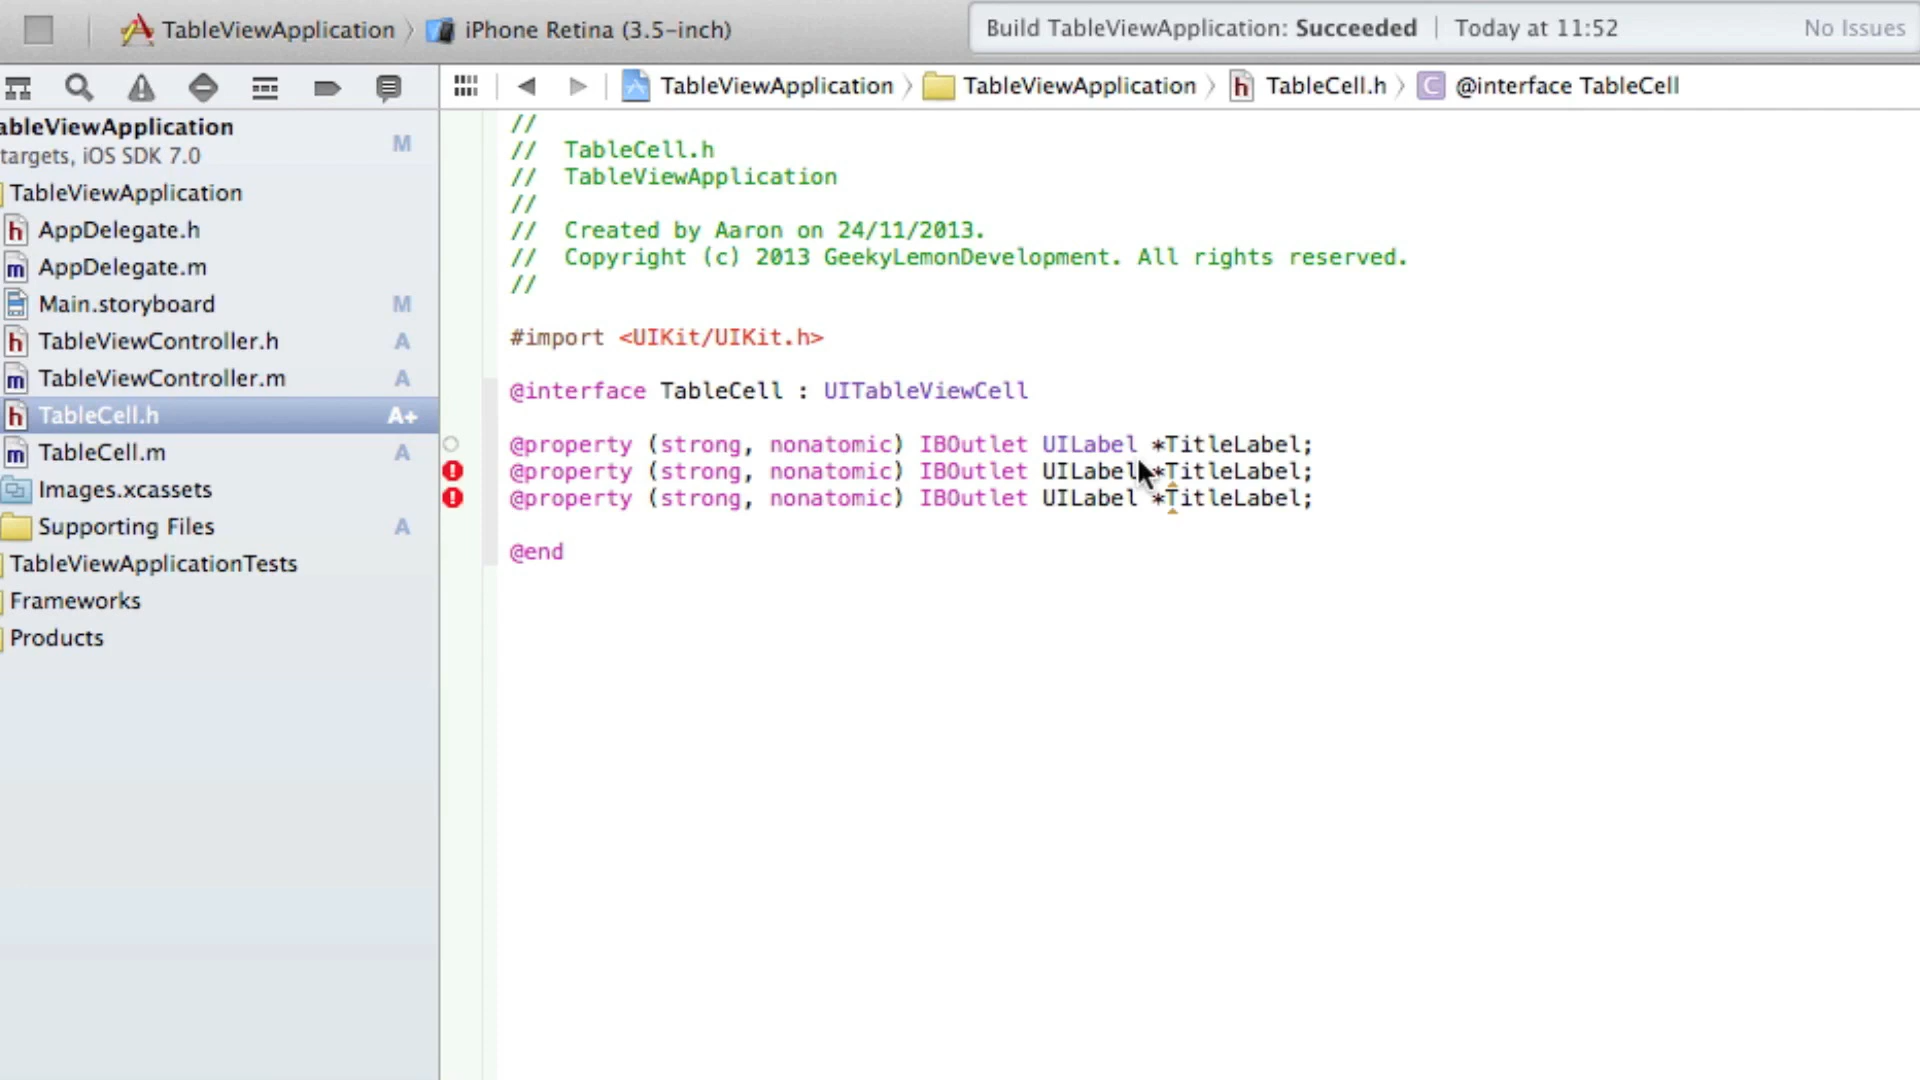 TableViewApplication 〉 iPhone Retina (3.5-inch)
Build TableViewApplication: Succeeded | Today at 11:52 No Issues
TableViewApplication 〉 TableViewApplication 〉 h TableCell.h 〉 C @interface TableCell
ableViewApplication M
targets, iOS SDK 7.0
TableViewApplication
h AppDelegate.h
m AppDelegate.m
Main.storyboard M
h TableViewController.h A
m TableViewController.m A
h TableCell.h A+
m TableCell.m A
Images.xcassets
Supporting Files A
TableViewApplicationTests
Frameworks
Products
//
// TableCell.h
// TableViewApplication
//
// Created by Aaron on 24/11/2013.
// Copyright (c) 2013 GeekyLemonDevelopment. All rights reserved.
//
#import <UIKit/UIKit.h>
@interface TableCell : UITableViewCell
@property (strong, nonatomic) IBOutlet UILabel *TitleLabel;
@property (strong, nonatomic) IBOutlet UILabel *TitleLabel;
@property (strong, nonatomic) IBOutlet UILabel *TitleLabel;
@end